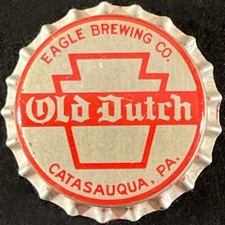 EAGLE BREWING CO.
Old Dutch
CATASAUQUA, PA.